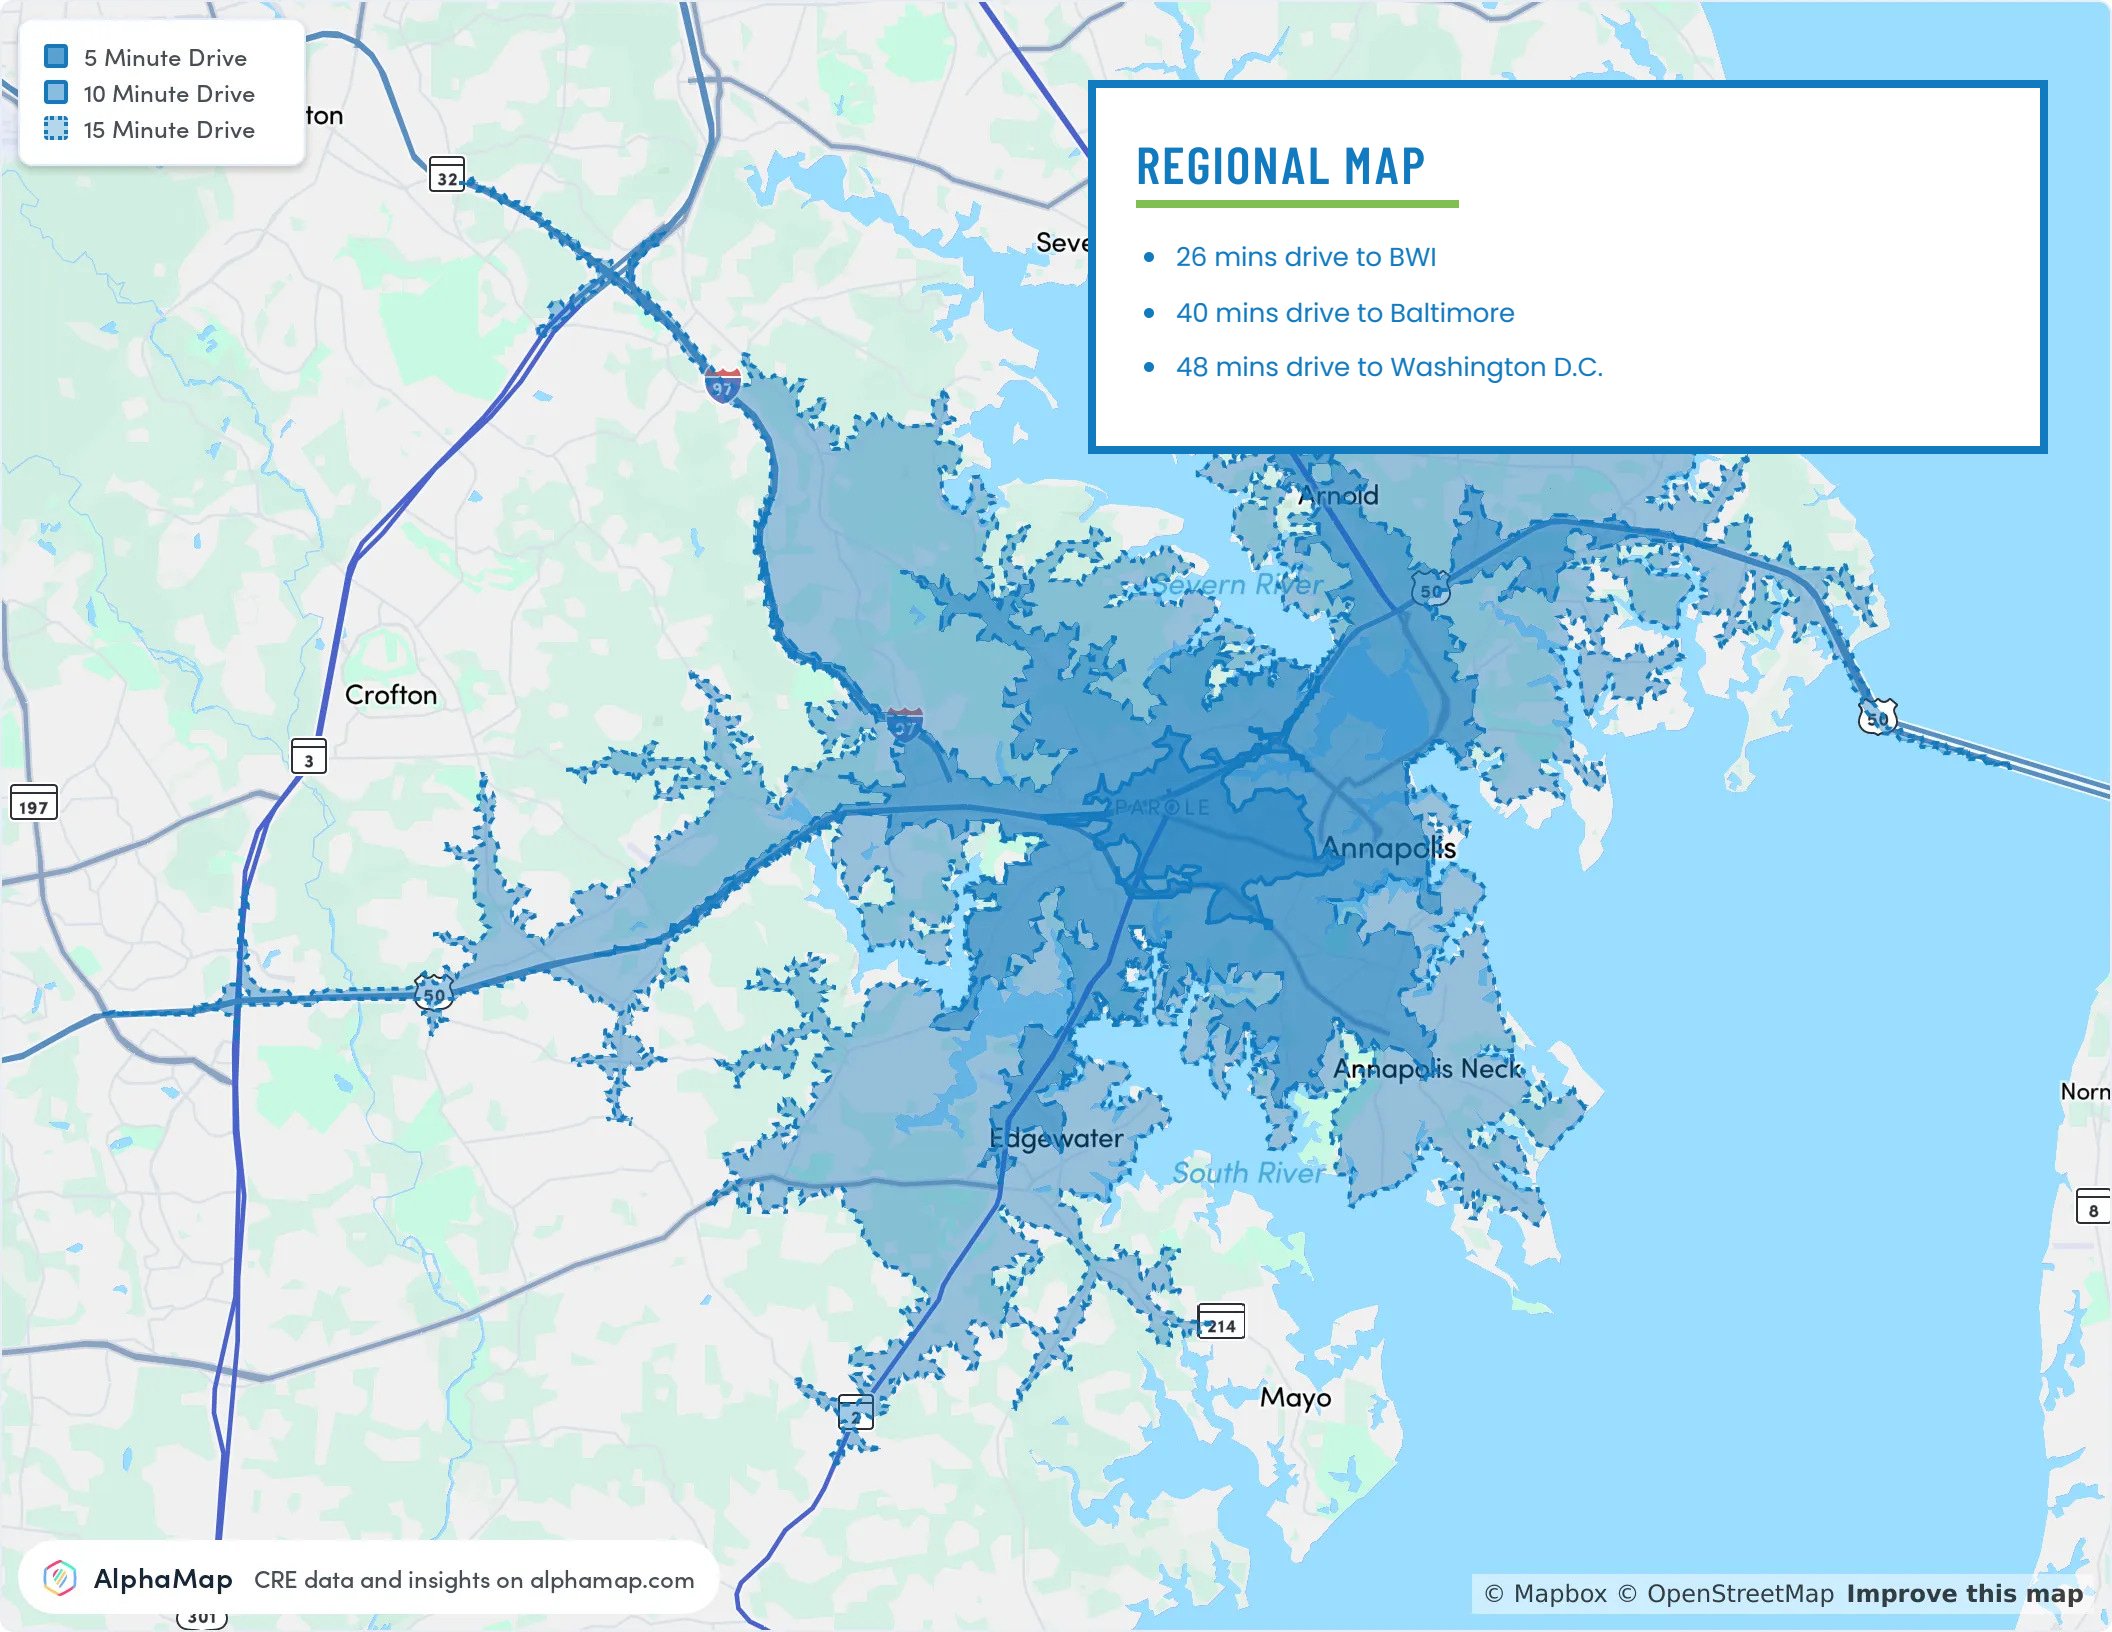 5 Minute Drive
10 Minute Drive
15 Minute Drive
ton
32
REGIONAL MAP
26 mins drive to BWI
40 mins drive to Baltimore
48 mins drive to Washington D.C.
Seve
97
Arnold
Severn River
50
Crofton
97
50
3
197
PAROLE
Annapolis
50
Annapolis Neck
Norn
Edgewater
South River
8
214
2
Mayo
AlphaMap CRE data and insights on alphamap.com
301
© Mapbox © OpenStreetMap Improve this map